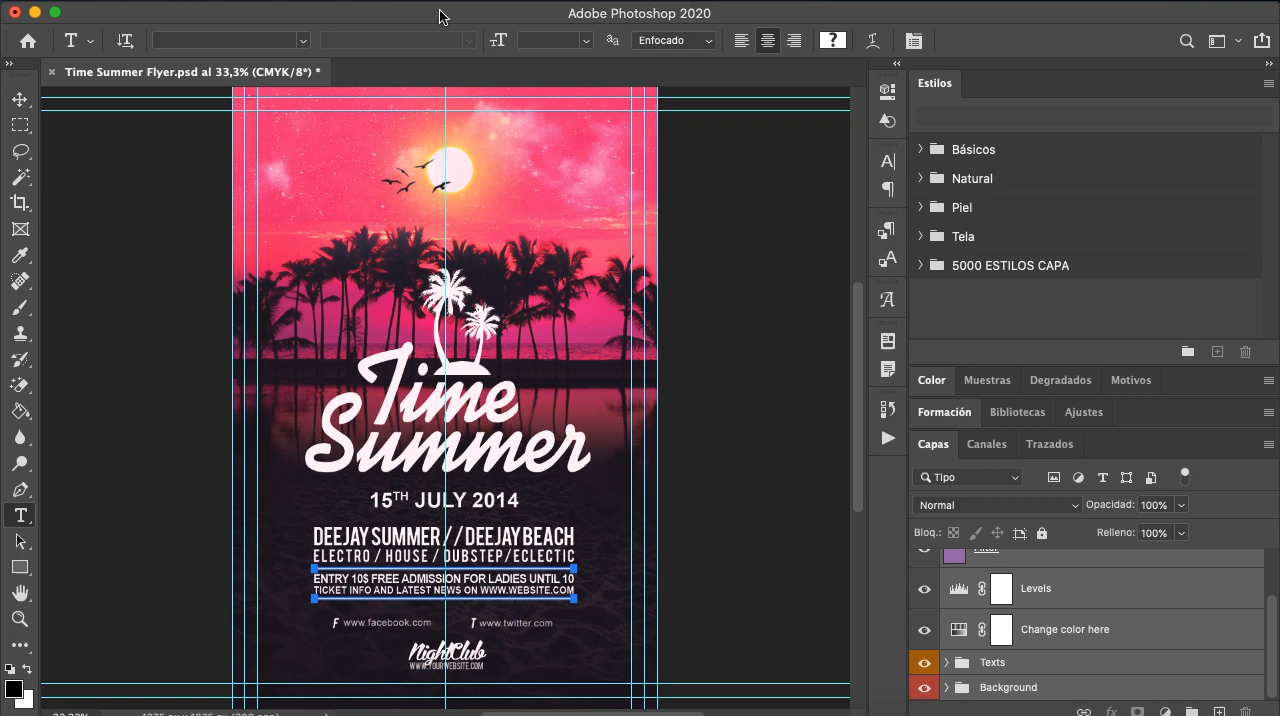 Adobe Photoshop 2020
Enfocado
Time Summer Flyer.psd al 33,3% (CMYK/8*) *
Estilos
Básicos
Natural
Piel
Tela
5000 ESTILOS CAPA
Time
Summer
15TH JULY 2014
DEEJAY SUMMER // DEEJAY BEACH
ELECTRO / HOUSE / DUBSTEP/ECLECTIC
ENTRY 10$ FREE ADMISSION FOR LADIES UNTIL 10
TICKET INFO AND LATEST NEWS ON WWW.WEBSITE.COM
F www.facebook.com T www.twitter.com
NightClub
WWW.YOURWEBSITE.COM
Color Muestras Degradados Motivos
Formación Bibliotecas Ajustes
Capas Canales Trazados
Tipo
Normal Opacidad: 100%
Bloq.: Relleno: 100%
Levels
Change color here
Texts
Background